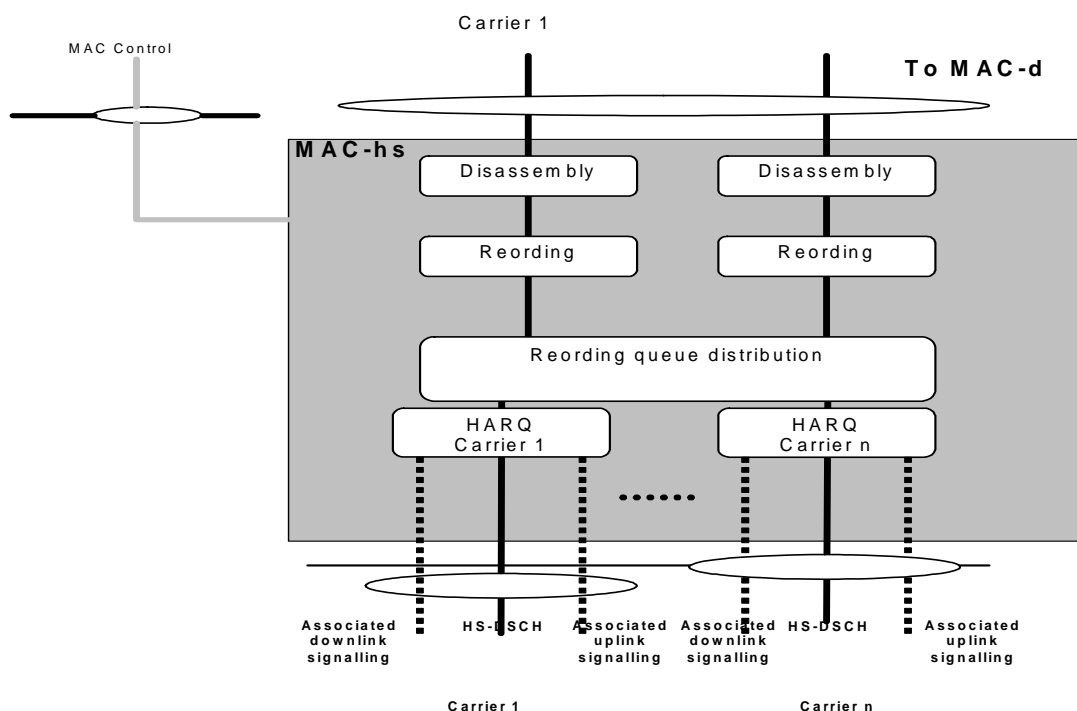 Carrier 1
MAC Control
To MAC-d
MAC-hs
Disassembly
Disassembly
Reording
Reording
Reording queue distribution
HARQ
Carrier 1
HARQ
Carrier n
Associated
downlink
signalling
HS-DSCH
Associated
uplink
signalling
Associated
downlink
signalling
HS-DSCH
Associated
uplink
signalling
Carrier 1
Carrier n